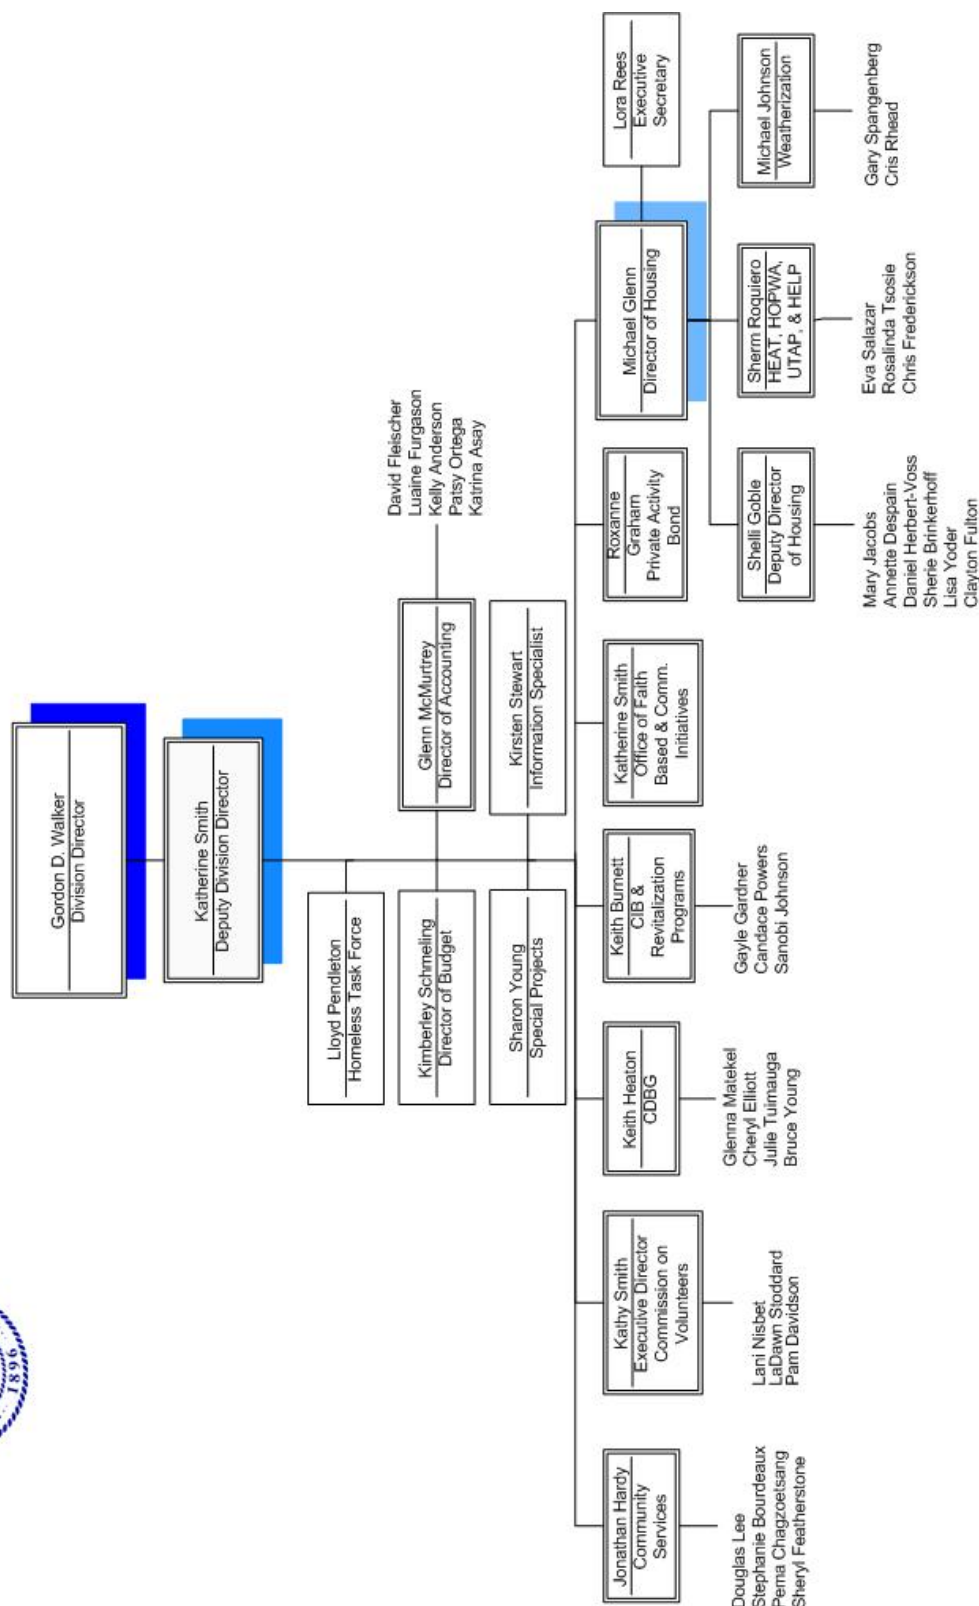 1896
Gordon D. Walker
Division Director
Katherine Smith
Deputy Division Director
Lloyd Pendleton
Homeless Task Force
Kimberley Schmeling
Director of Budget
Glenn McMurtrey
Director of Accounting
David Fleischer
Luaine Furgason
Kelly Anderson
Patsy Ortega
Katrina Asay
Sharon Young
Special Projects
Kirsten Stewart
Information Specialist
Jonathan Hardy
Community
Services
Douglas Lee
Stephanie Bourdeaux
Pema Chagzoetsang
Sheryl Featherstone
Kathy Smith
Executive Director
Commission on
Volunteers
Lani Nisbet
LaDawn Stoddard
Pam Davidson
Keith Heaton
CDBG
Glenna Matekel
Cheryl Elliott
Julie Tuimauga
Bruce Young
Keith Burnett
CIB &
Revitalization
Programs
Gayle Gardner
Candace Powers
Sanobi Johnson
Katherine Smith
Office of Faith
Based & Comm.
Initiatives
Roxanne
Graham
Private Activity
Bond
Michael Glenn
Director of Housing
Lora Rees
Executive
Secretary
Shelli Goble
Deputy Director
of Housing
Mary Jacobs
Annette Despain
Daniel Herbert-Voss
Sherie Brinkerhoff
Lisa Yoder
Clayton Fulton
Sherm Roquiero
HEAT, HOPWA,
UTAP, & HELP
Eva Salazar
Rosalinda Tsosie
Chris Frederickson
Michael Johnson
Weatherization
Gary Spangenberg
Cris Rhead